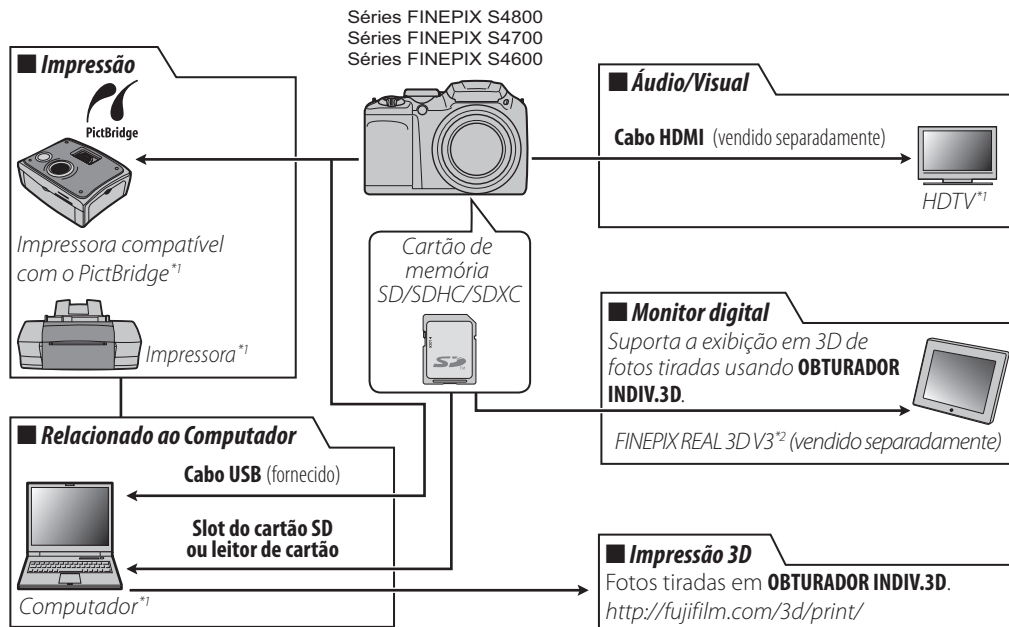 Séries FINEPIX S4800
Séries FINEPIX S4700
Séries FINEPIX S4600
■ Impressão
PictBridge
Impressora compatível
com o PictBridge*1
Impressora*1
■ Áudio/Visual
Cabo HDMI (vendido separadamente)
HDTV*1
Cartão de
memória
SD/SDHC/SDXC
SD
■ Monitor digital
Suporta a exibição em 3D de
fotos tiradas usando OBTURADOR
INDIV.3D.
FINEPIX REAL 3D V3*2 (vendido separadamente)
■ Relacionado ao Computador
Cabo USB (fornecido)
Slot do cartão SD
ou leitor de cartão
Computador*1
■ Impressão 3D
Fotos tiradas em OBTURADOR INDIV.3D.
http://fujifilm.com/3d/print/